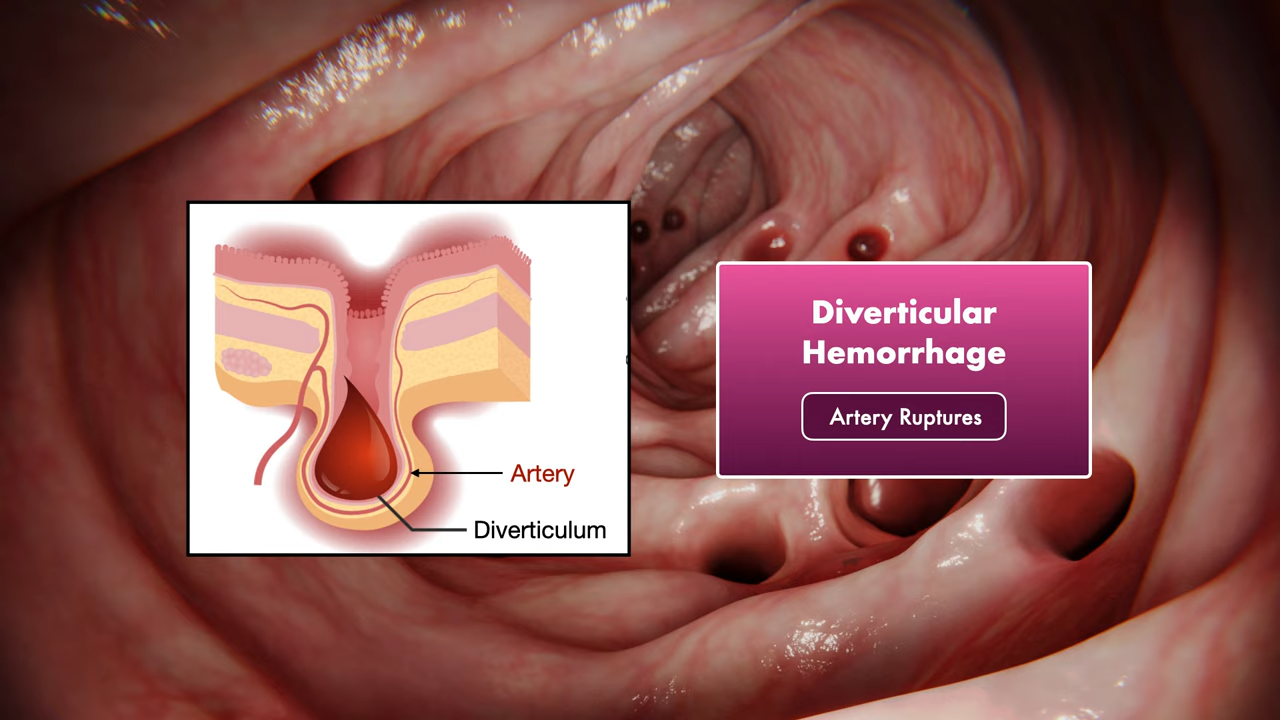 Artery
Diverticulum
Diverticular
Hemorrhage
Artery Ruptures